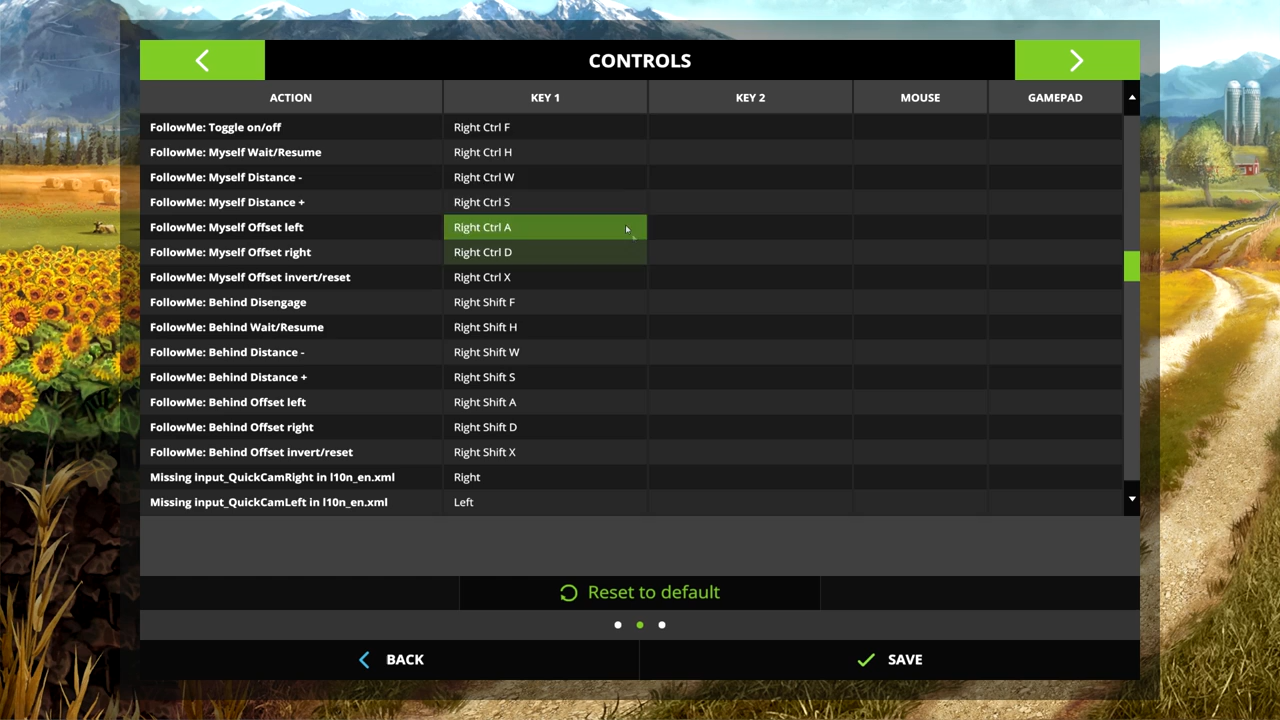 CONTROLS
ACTION KEY 1 KEY 2 MOUSE GAMEPAD
FollowMe: Toggle on/off Right Ctrl F
FollowMe: Myself Wait/Resume Right Ctrl H
FollowMe: Myself Distance - Right Ctrl W
FollowMe: Myself Distance + Right Ctrl S
FollowMe: Myself Offset left Right Ctrl A
FollowMe: Myself Offset right Right Ctrl D
FollowMe: Myself Offset invert/reset Right Ctrl X
FollowMe: Behind Disengage Right Shift F
FollowMe: Behind Wait/Resume Right Shift H
FollowMe: Behind Distance - Right Shift W
FollowMe: Behind Distance + Right Shift S
FollowMe: Behind Offset left Right Shift A
FollowMe: Behind Offset right Right Shift D
FollowMe: Behind Offset invert/reset Right Shift X
Missing input_QuickCamRight in l10n_en.xml Right
Missing input_QuickCamLeft in l10n_en.xml Left
Reset to default
BACK SAVE